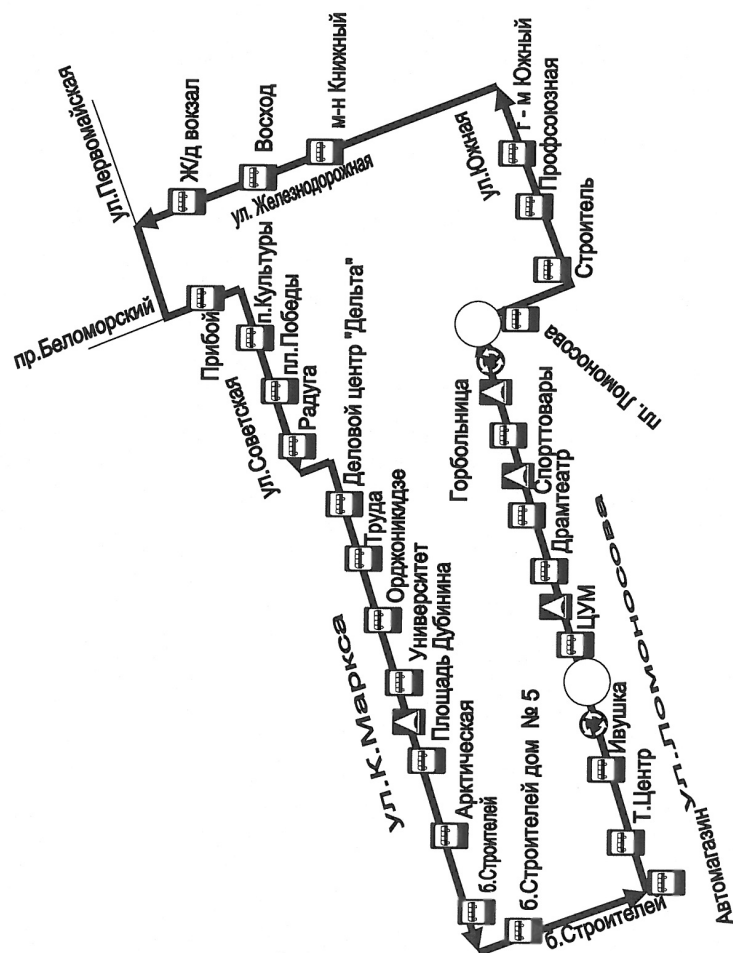 ул.Первомайская
Ж/д вокзал
Восход
м-н Книжный
ул. Железнодорожная
пр.Беломорский
Прибой
п.Культуры
пл.Победы
Радуга
ул.Советская
Деловой центр "Дельта"
Труда
Орджоникидзе
Университет
Площадь Дубинина
Арктическая
ул.К.Маркса
б.Строителей
б.Строителей дом № 5
б.Строителей
Автомагазин
Т.Центр
Ивушка
ул.Ломоносова
ЦУМ
Драмтеатр
Спорттовары
Горбольница
пл. Ломоносова
Строитель
Профсоюзная
г - м Южный
ул.Южная